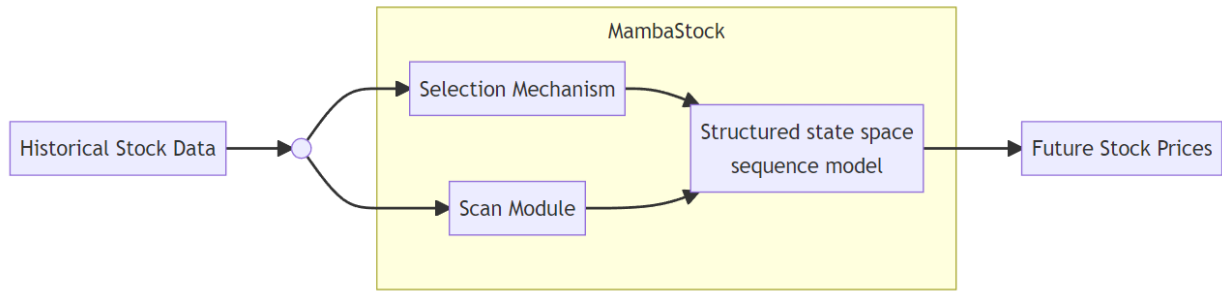 MambaStock
Historical Stock Data
Selection Mechanism
Scan Module
Structured state space
sequence model
Future Stock Prices